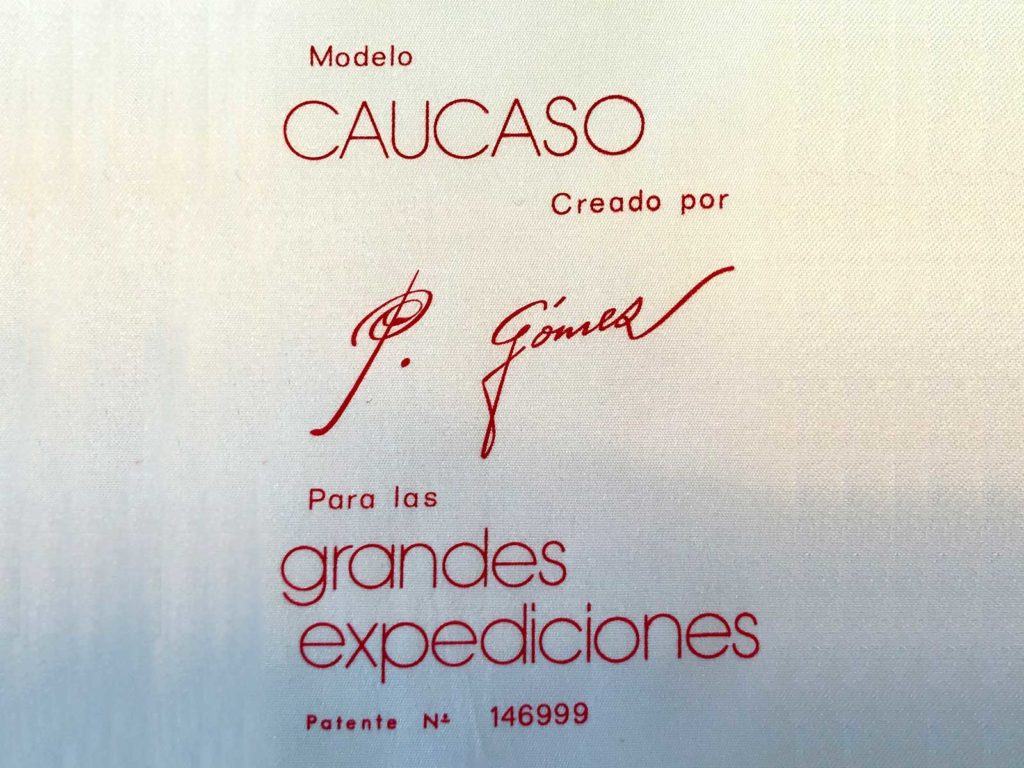 Modelo
CAUCASO
Creado por
P. Gómez
Para las
grandes
expediciones
Patente Nº 146999